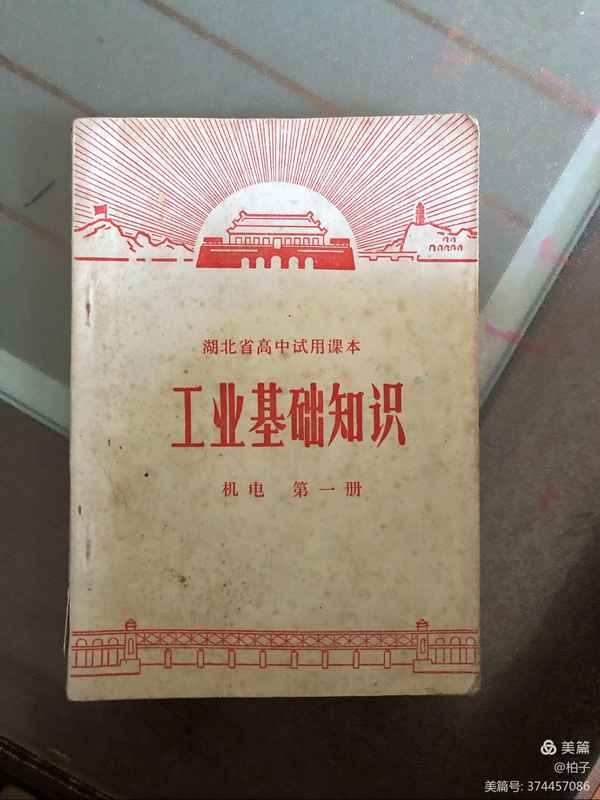 湖北省高中试用课本
工业基础知识
机电 第一册
美篇
@柏子
美篇号: 374457086